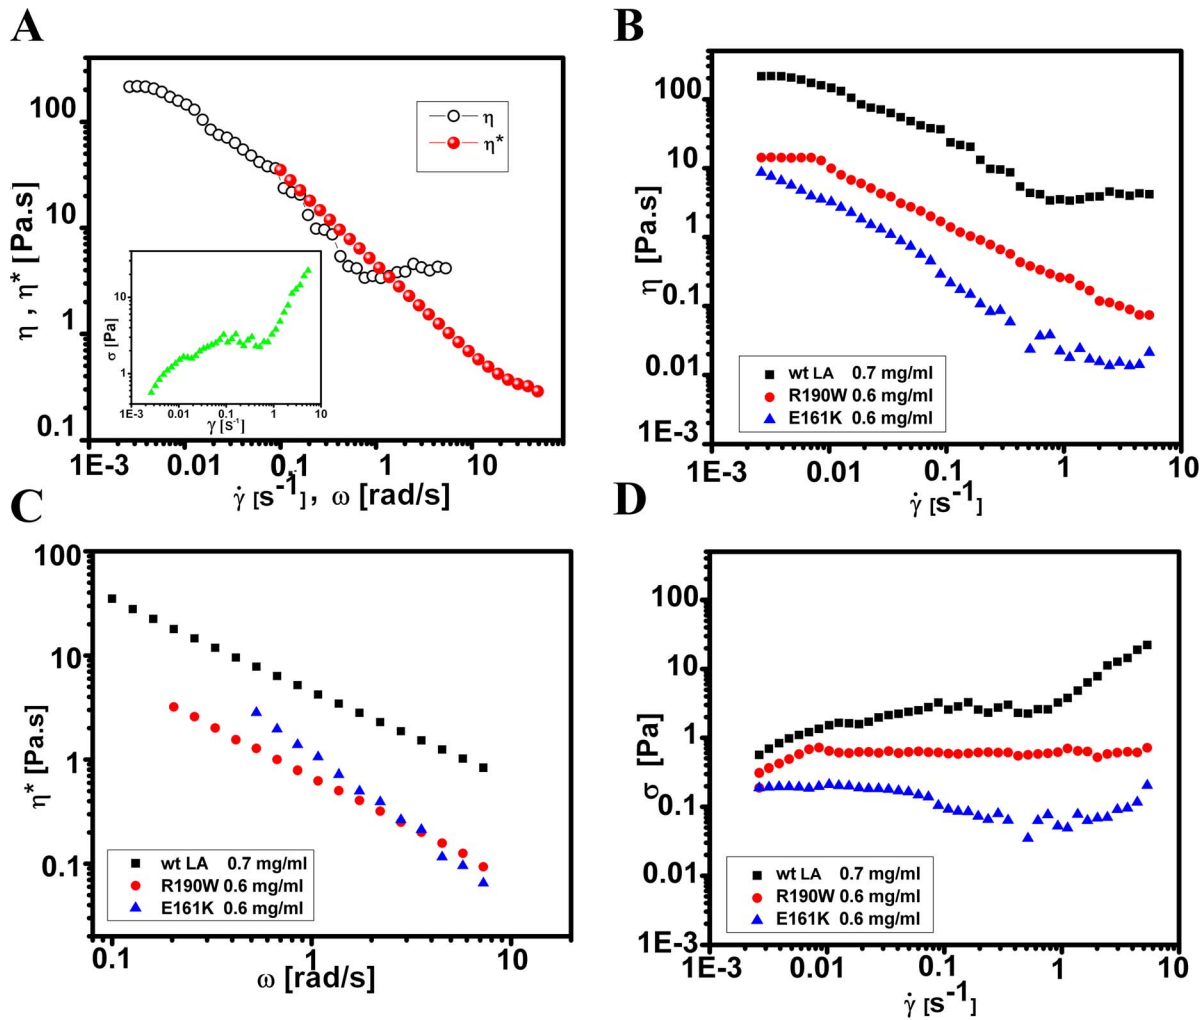 A
η , η* [Pa.s]
100
10
1
0.1
1E-3 0.01 0.1 1 10
γ̇ [s-1], ω [rad/s]
η
η*
σ [Pa]
10
1
1E-3 0.01 0.1 1 10
γ̇ [s-1]
B
η [Pa.s]
100
10
1
0.1
0.01
1E-3
1E-3 0.01 0.1 1 10
γ̇ [s-1]
wt LA 0.7 mg/ml
R190W 0.6 mg/ml
E161K 0.6 mg/ml
C
η* [Pa.s]
100
10
1
0.1
0.1 1 10
ω [rad/s]
wt LA 0.7 mg/ml
R190W 0.6 mg/ml
E161K 0.6 mg/ml
D
σ [Pa]
100
10
1
0.1
0.01
1E-3
1E-3 0.01 0.1 1 10
γ̇ [s-1]
wt LA 0.7 mg/ml
R190W 0.6 mg/ml
E161K 0.6 mg/ml